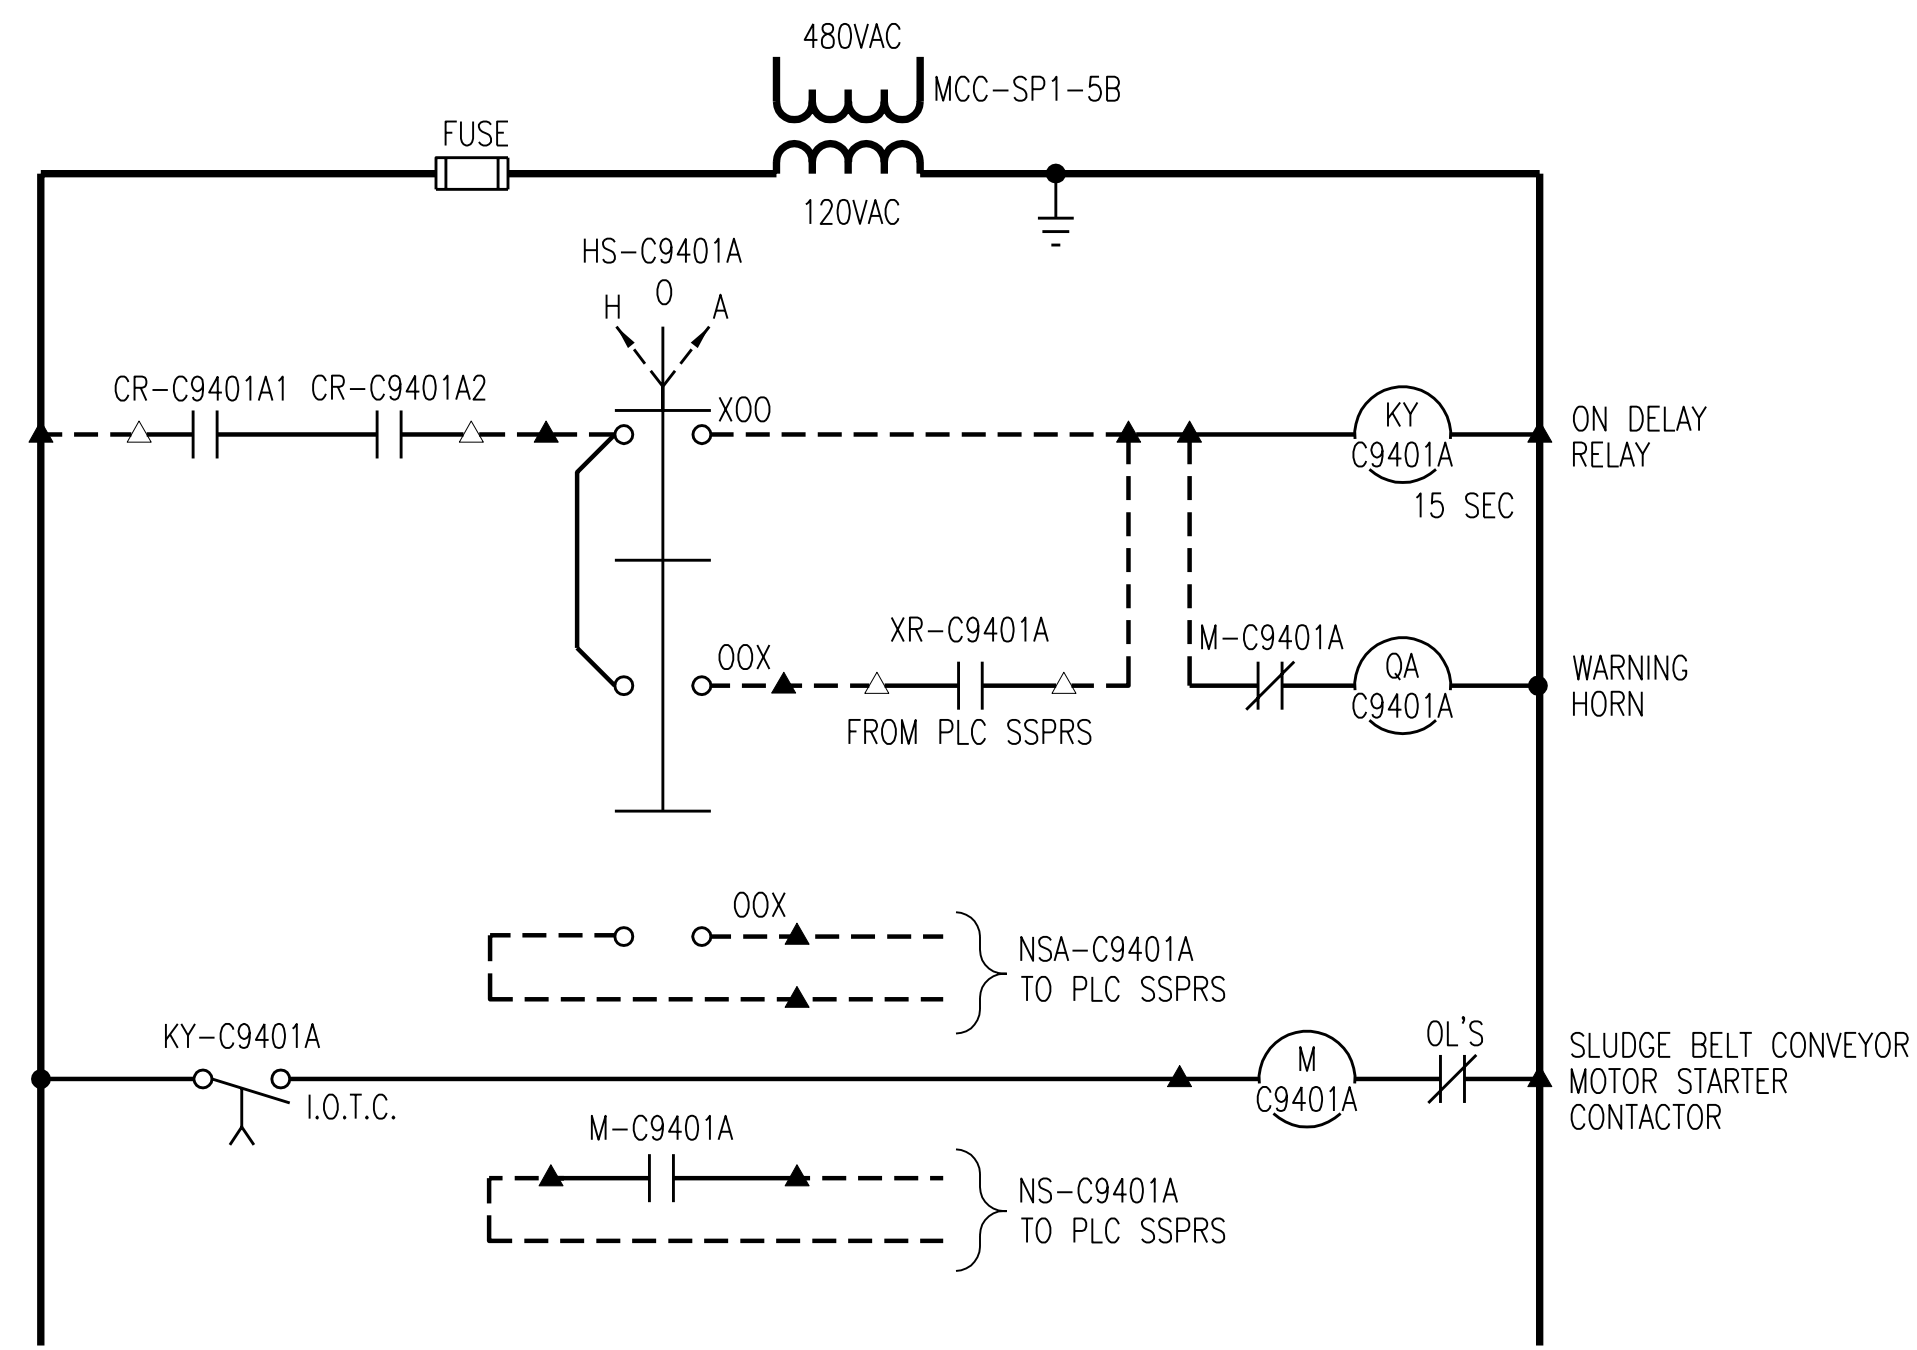 480VAC
MCC-SP1-5B
FUSE
120VAC
HS-C9401A
O
H
A
CR-C9401A1
CR-C9401A2
XOO
KY
C9401A
15 SEC
ON DELAY
RELAY
XR-C9401A
OOX
FROM PLC SSPRS
M-C9401A
QA
C9401A
WARNING
HORN
OOX
NSA-C9401A
TO PLC SSPRS
KY-C9401A
I.O.T.C.
M
C9401A
OL'S
SLUDGE BELT CONVEYOR
MOTOR STARTER
CONTACTOR
M-C9401A
NS-C9401A
TO PLC SSPRS